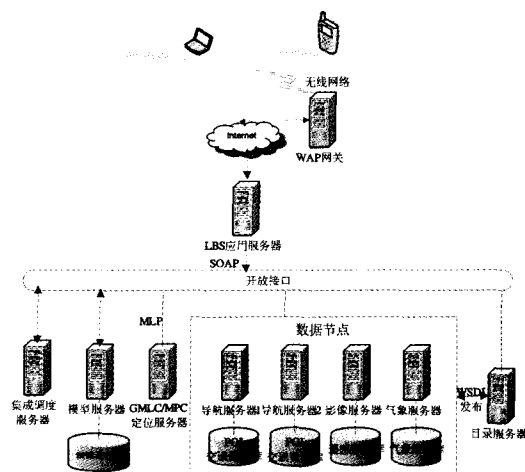 无线网络
Internet
WAP网关
LBS应用服务器
SOAP
开放接口
MLP
数据节点
集成调度
服务器
模型服务器
GMLC/MPC
定位服务器
导航服务器1
导航服务器2
影像服务器
气象服务器
WSDL
发布
目录服务器
POI
POI